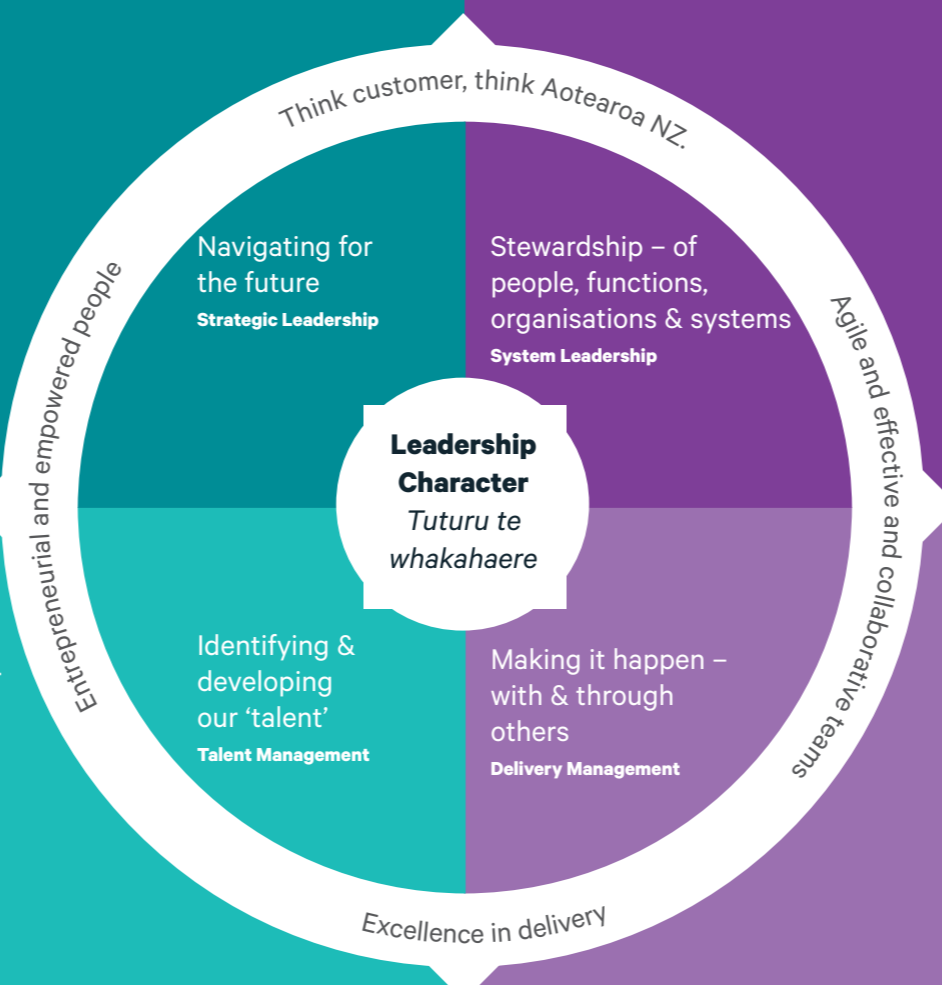 Think customer, think Aotearoa NZ.
Navigating for
the future
Strategic Leadership
Stewardship – of
people, functions,
organisations & systems
System Leadership
Entrepreneurial and empowered people
Leadership
Character
Tuturu te
whakahaere
Agile and effective and collaborative teams
Identifying &
developing
our ‘talent’
Talent Management
Making it happen –
with & through
others
Delivery Management
Excellence in delivery